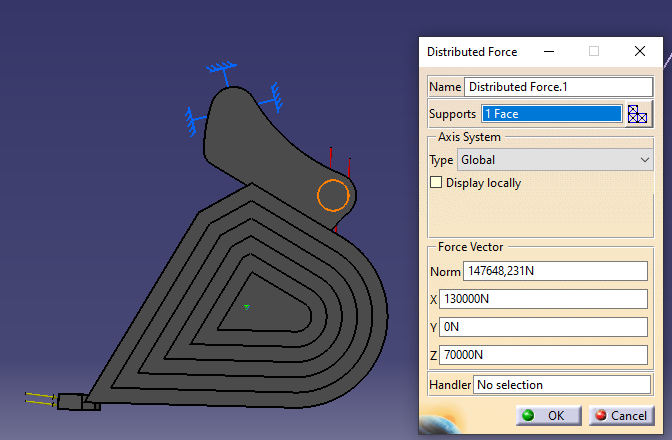 Distributed Force
Name Distributed Force.1
Supports 1 Face
Axis System
Type Global
Display locally
Force Vector
Norm 147648,231N
X 130000N
Y 0N
Z 70000N
Handler No selection
OK Cancel